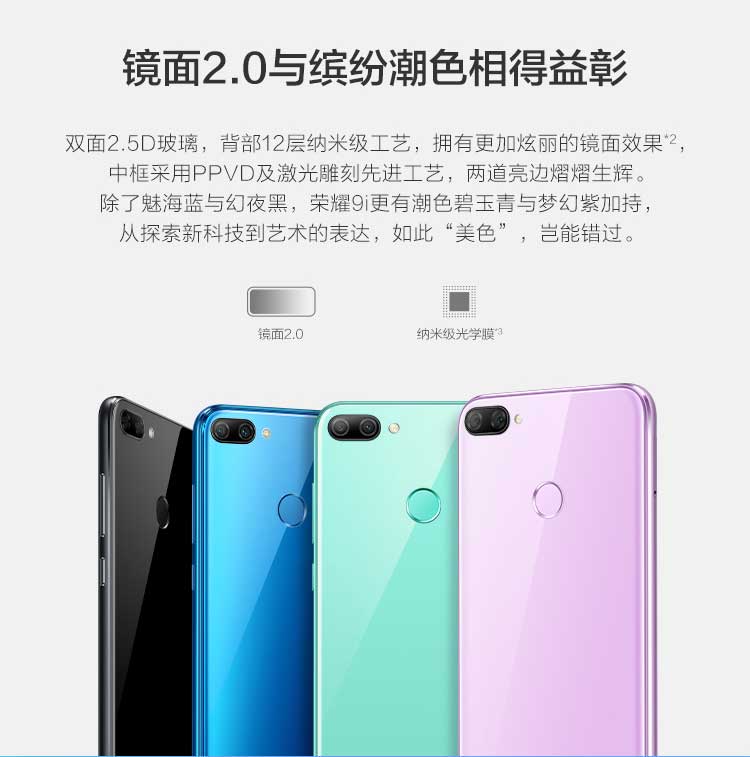 镜面2.0与缤纷潮色相得益彰
双面2.5D玻璃，背部12层纳米级工艺，拥有更加炫丽的镜面效果*2，
中框采用PPVD及激光雕刻先进工艺，两道亮边熠熠生辉。
除了魅海蓝与幻夜黑，荣耀9i更有潮色碧玉青与梦幻紫加持，
从探索新科技到艺术的表达，如此“美色”，岂能错过。
镜面2.0
纳米级光学膜*3